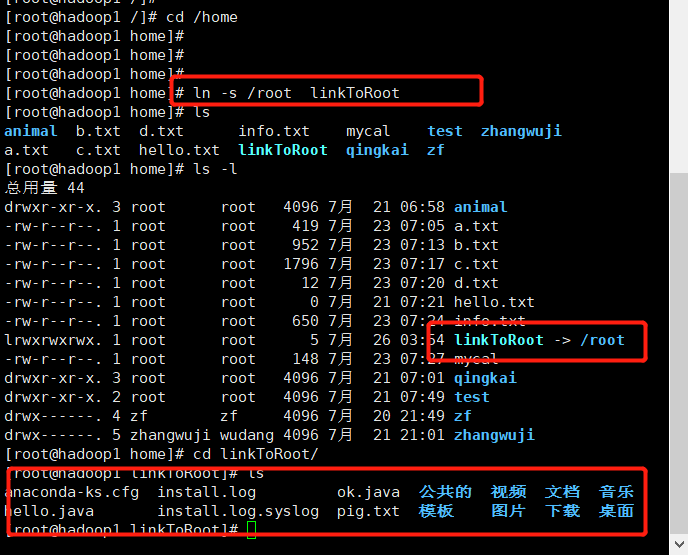 [root@hadoop1 /]#
[root@hadoop1 /]# cd /home
[root@hadoop1 home]#
[root@hadoop1 home]#
[root@hadoop1 home]#
[root@hadoop1 home]# ln -s /root  linkToRoot
[root@hadoop1 home]# ls
animal  b.txt  d.txt      info.txt    mycal    test  zhangwuji
a.txt   c.txt  hello.txt  linkToRoot  qingkai  zf
[root@hadoop1 home]# ls -l
总用量 44
drwxr-xr-x. 3 root      root   4096 7月  21 06:58 animal
-rw-r--r--. 1 root      root    419 7月  23 07:05 a.txt
-rw-r--r--. 1 root      root    952 7月  23 07:13 b.txt
-rw-r--r--. 1 root      root   1796 7月  23 07:17 c.txt
-rw-r--r--. 1 root      root     12 7月  23 07:20 d.txt
-rw-r--r--. 1 root      root      0 7月  21 07:21 hello.txt
-rw-r--r--. 1 root      root    650 7月  23 07:24 info.txt
lrwxrwxrwx. 1 root      root      5 7月  26 03:54 linkToRoot -> /root
-rw-r--r--. 1 root      root    148 7月  23 07:27 mycal
drwxr-xr-x. 3 root      root   4096 7月  21 07:01 qingkai
drwxr-xr-x. 2 root      root   4096 7月  21 07:49 test
drwx------. 4 zf        zf     4096 7月  20 21:49 zf
drwx------. 5 zhangwuji wudang 4096 7月  21 21:01 zhangwuji
[root@hadoop1 home]# cd linkToRoot/
[root@hadoop1 linkToRoot]# ls
anaconda-ks.cfg  install.log         ok.java  公共的  视频  文档  音乐
hello.java       install.log.syslog  pig.txt  模板    图片  下载  桌面
[root@hadoop1 linkToRoot]#